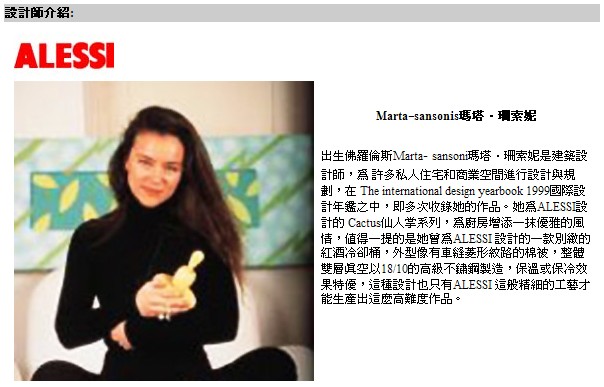 設計師介紹:
ALESSI
Marta-sansonis瑪塔‧珊索妮
出生佛羅倫斯Marta- sansoni瑪塔‧珊索妮是建築設
計師，為 許多私人住宅和商業空間進行設計與規
劃，在 The international design yearbook 1999國際設
計年鑑之中，即多次收錄她的作品。她為ALESSI設
計的 Cactus仙人掌系列，為廚房增添一抹優雅的風
情，值得一提的是她曾為ALESSI 設計的一款別緻的
紅酒冷卻桶，外型像有車縫菱形紋路的棉被，整體
雙層真空以18/10的高級不鏽鋼製造，保溫或保冷效
果特優，這種設計也只有ALESSI 這般精細的工藝才
能生產出這麼高難度作品。